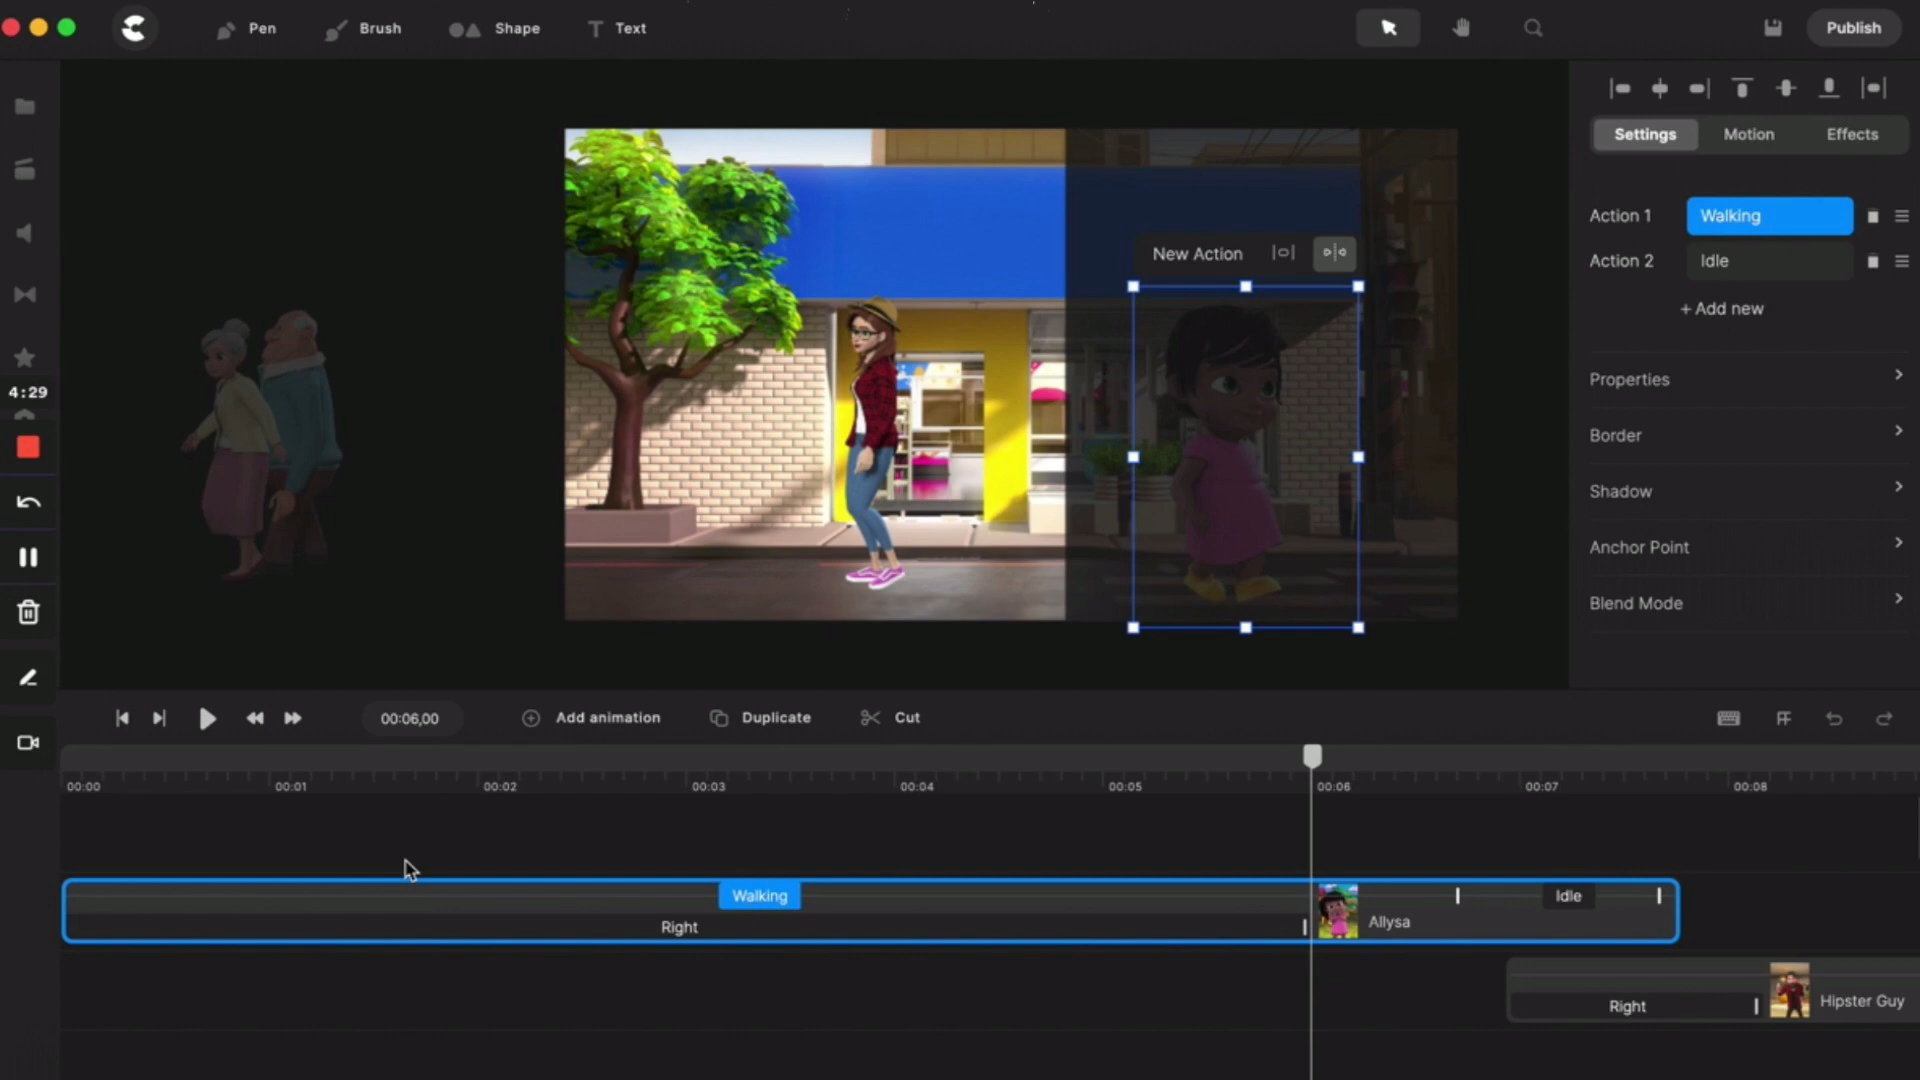 Pen
Brush
Shape
Text
Publish
Settings
Motion
Effects
Action 1
Walking
Action 2
Idle
+ Add new
Properties
Border
Shadow
Anchor Point
Blend Mode
New Action
4:29
00:06,00
Add animation
Duplicate
Cut
00:00
00:01
00:02
00:03
00:04
00:05
00:06
00:07
00:08
Walking
Idle
Right
Allysa
Right
Hipster Guy